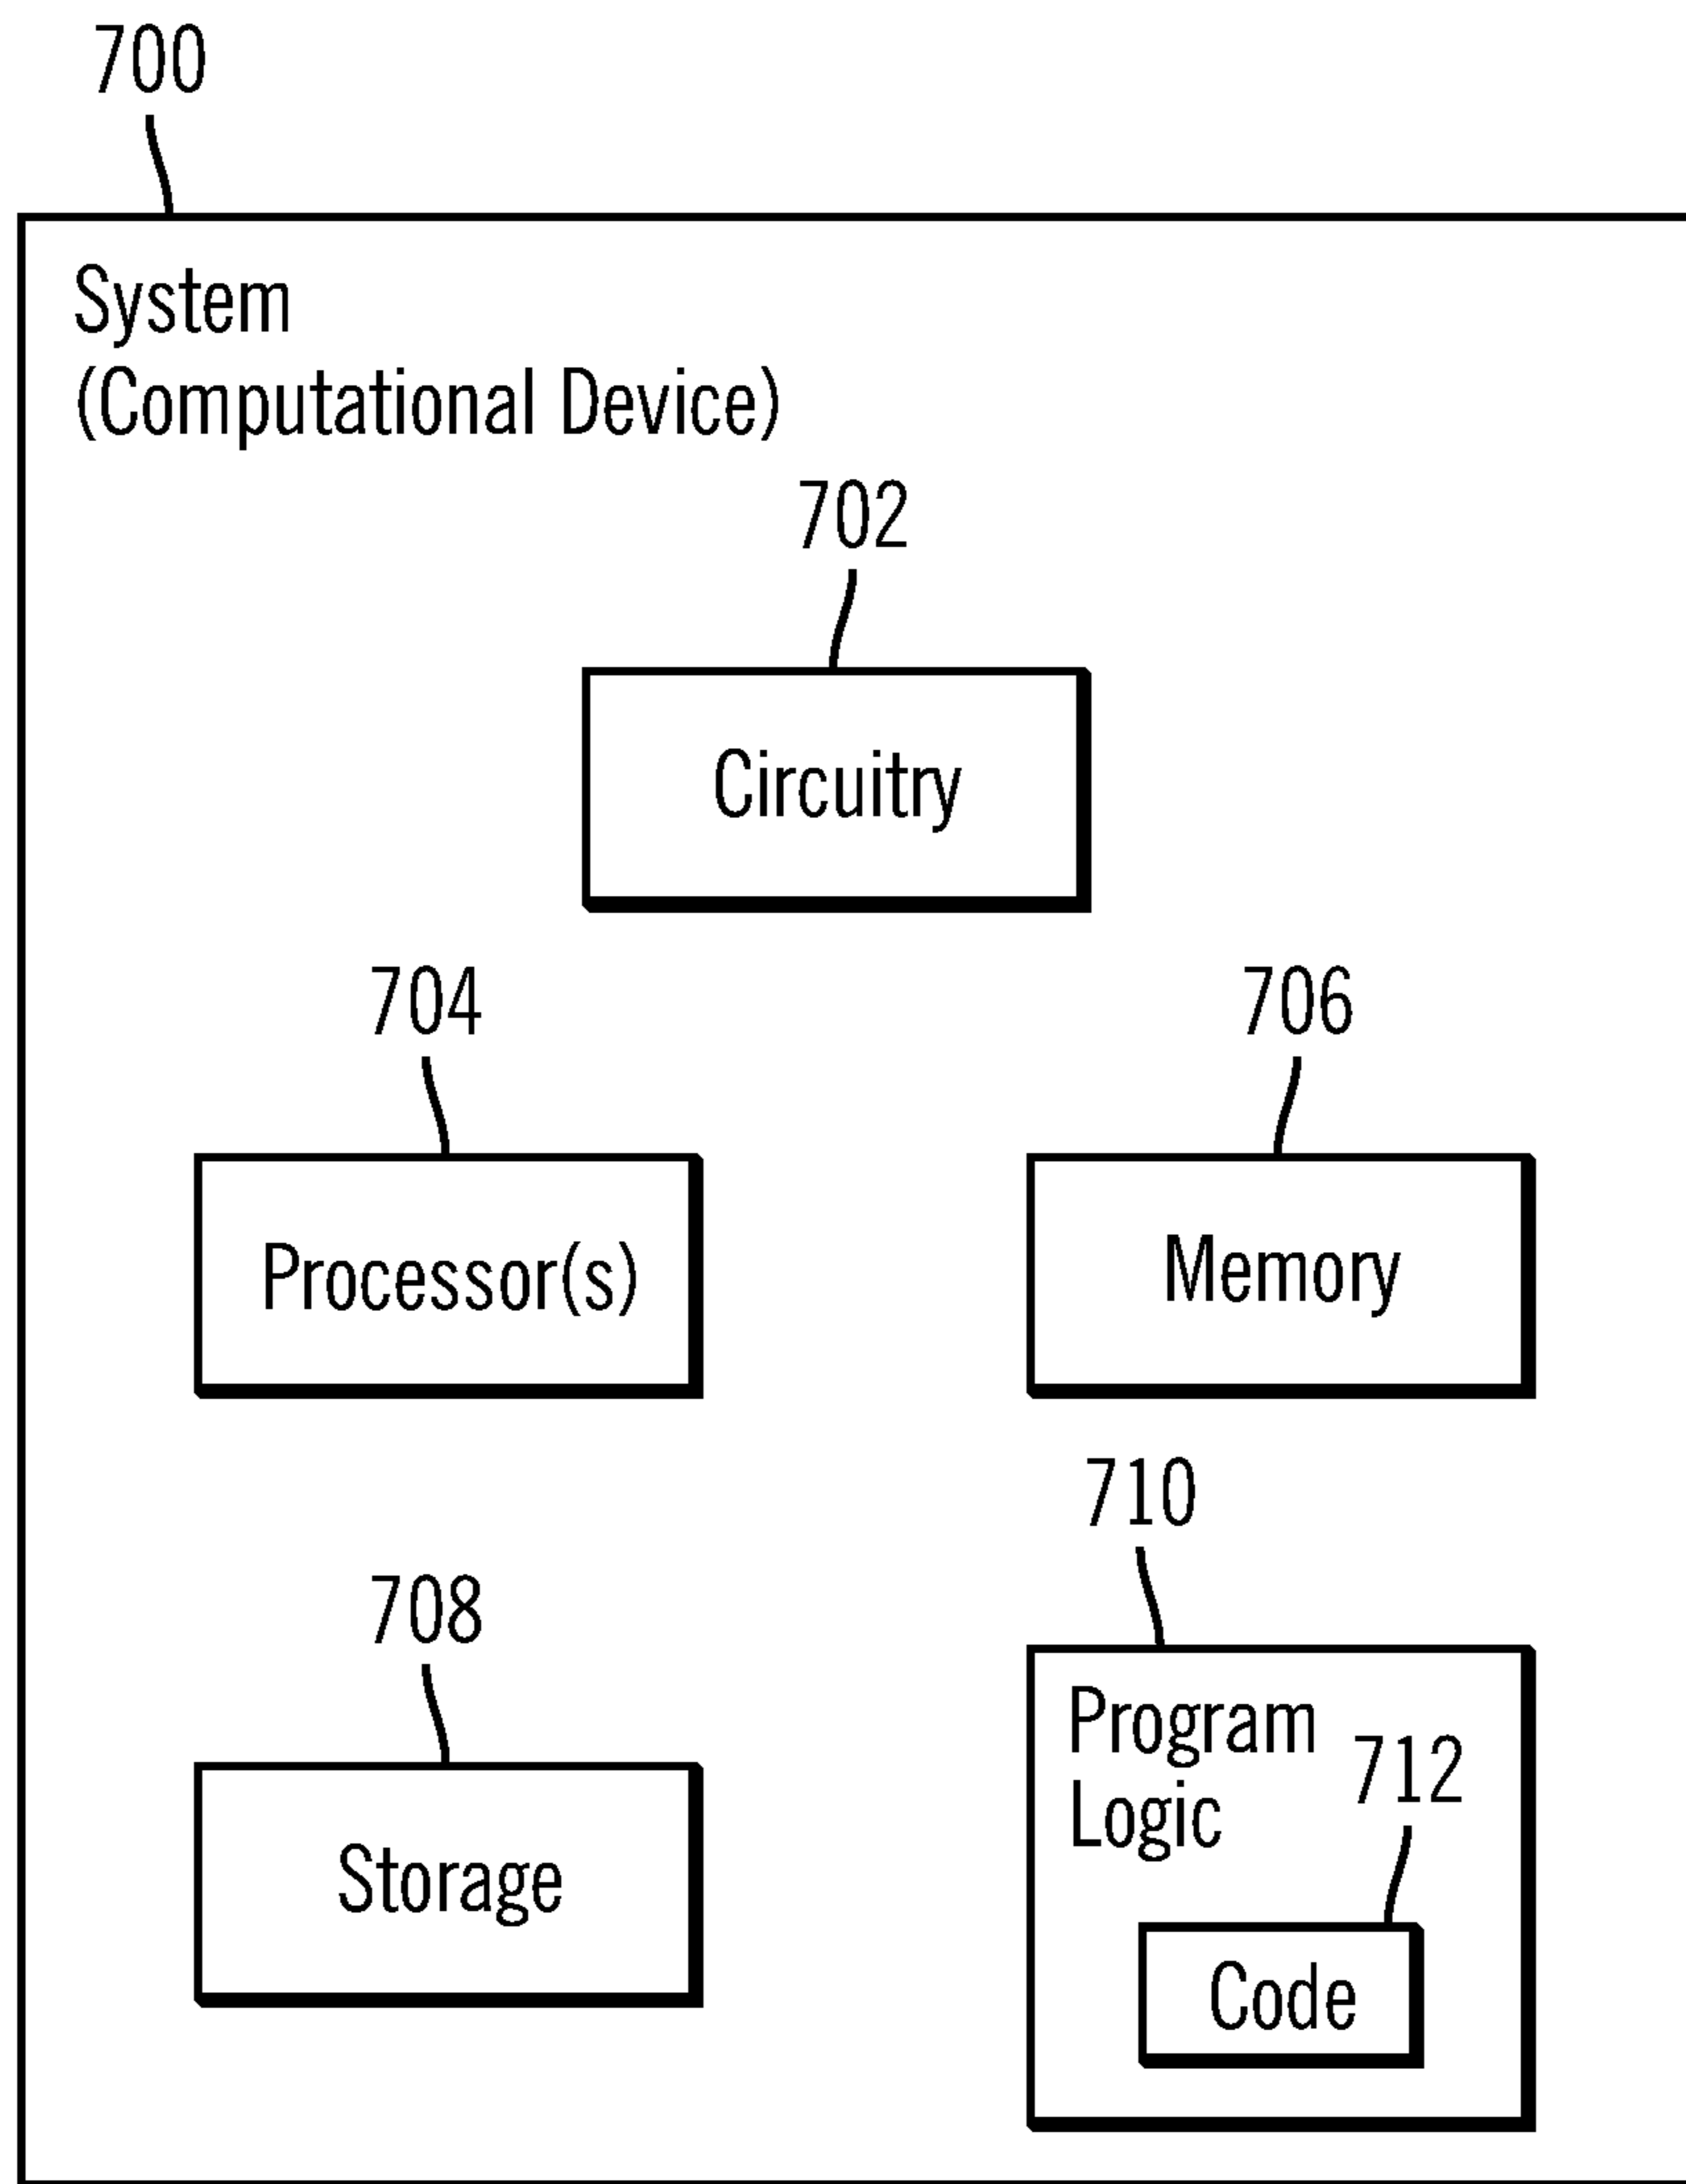 700
System
(Computational Device)
702
Circuitry
704
706
Processor(s)
Memory
710
708
Program
Logic
712
Storage
Code